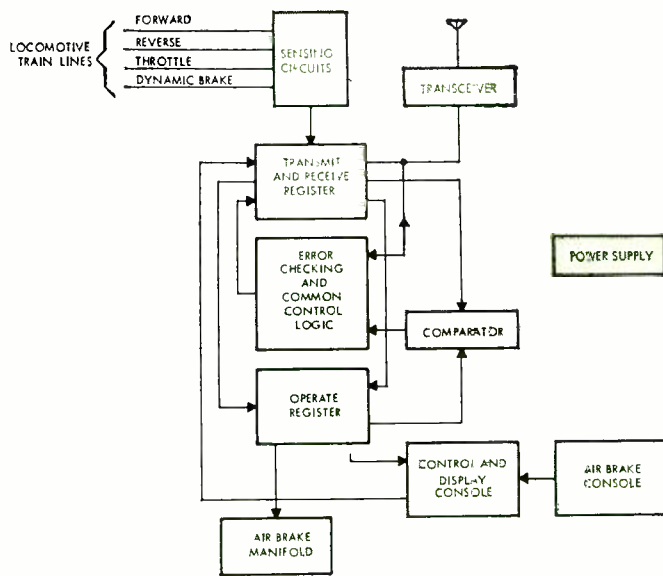 FORWARD
LOCOMOTIVE
TRAIN LINES
REVERSE
THROTTLE
DYNAMIC BRAKE
SENSING
CIRCUITS
TRANSCEIVER
TRANSMIT
AND RECEIVE
REGISTER
ERROR
CHECKING
AND
COMMON
CONTROL
LOGIC
POWER SUPPLY
COMPARATOR
OPERATE
REGISTER
CONTROL AND
DISPLAY
CONSOLE
AIR BRAKE
CONSOLE
AIR BRAKE
MANIFOLD